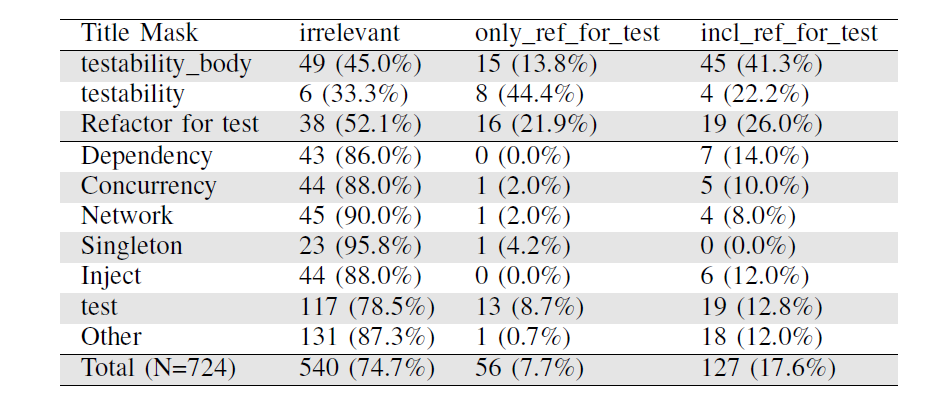 Title Mask irrelevant only_ref_for_test incl_ref_for_test
testability_body 49 (45.0%) 15 (13.8%) 45 (41.3%)
testability 6 (33.3%) 8 (44.4%) 4 (22.2%)
Refactor for test 38 (52.1%) 16 (21.9%) 19 (26.0%)
Dependency 43 (86.0%) 0 (0.0%) 7 (14.0%)
Concurrency 44 (88.0%) 1 (2.0%) 5 (10.0%)
Network 45 (90.0%) 1 (2.0%) 4 (8.0%)
Singleton 23 (95.8%) 1 (4.2%) 0 (0.0%)
Inject 44 (88.0%) 0 (0.0%) 6 (12.0%)
test 117 (78.5%) 13 (8.7%) 19 (12.8%)
Other 131 (87.3%) 1 (0.7%) 18 (12.0%)
Total (N=724) 540 (74.7%) 56 (7.7%) 127 (17.6%)